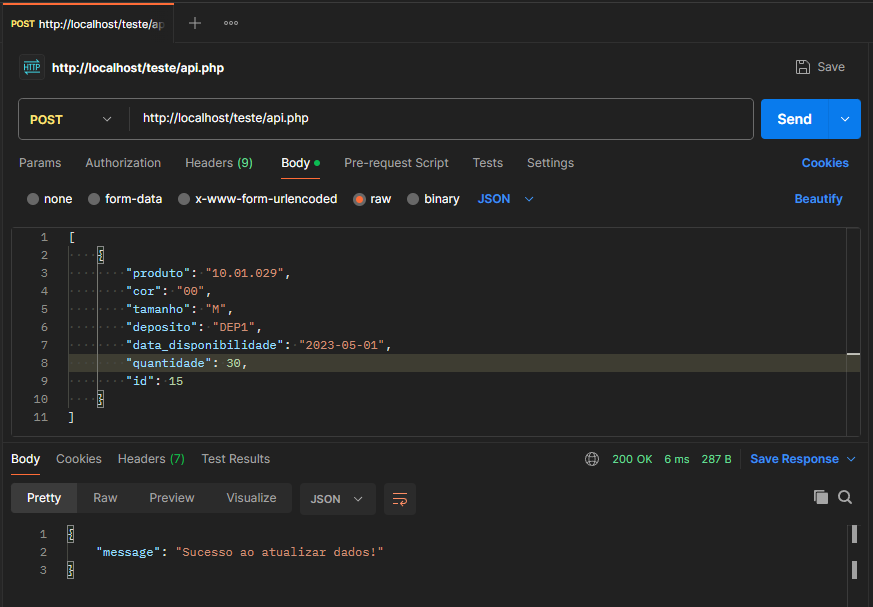 POST http://localhost/teste/ap
HTTP http://localhost/teste/api.php Save
POST http://localhost/teste/api.php Send
Params Authorization Headers (9) Body Pre-request Script Tests Settings Cookies
none form-data x-www-form-urlencoded raw binary JSON Beautify
1 [
2 {
3 "produto": "10.01.029",
4 "cor": "00",
5 "tamanho": "M",
6 "deposito": "DEP1",
7 "data_disponibilidade": "2023-05-01",
8 "quantidade": 30,
9 "id": 15
10 }
11 ]
Body Cookies Headers (7) Test Results 200 OK 6 ms 287 B Save Response
Pretty Raw Preview Visualize JSON
1 {
2 "message": "Sucesso ao atualizar dados!"
3 }